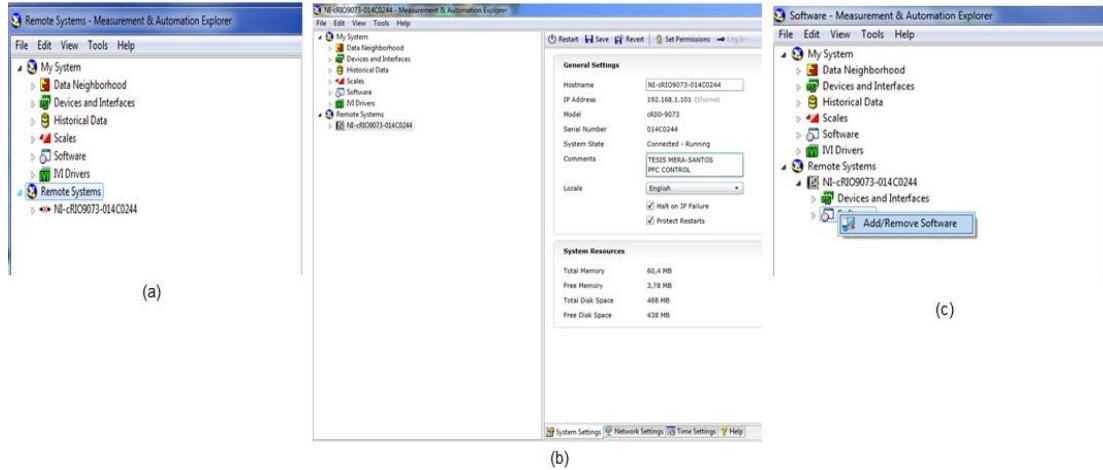 Remote Systems - Measurement & Automation Explorer
File Edit View Tools Help
My System
Data Neighborhood
Devices and Interfaces
Historical Data
Scales
Software
IVI Drivers
Remote Systems
NI-cRIO9073-014C0244
(a)
NI-cRIO9073-014C0244 - Measurement & Automation Explorer
File Edit View Tools Help
My System
Data Neighborhood
Devices and Interfaces
Historical Data
Scales
Software
IVI Drivers
Remote Systems
NI-cRIO9073-014C0244
Restart Save Revert Set Permissions Log In
General Settings
Hostname NI-cRIO9073-014C0244
IP Address 192.168.1.101 Ethernet
Model cRIO-9073
Serial Number 014C0244
System State Connected - Running
Comments TESIS MERA-SANTOS
PFC CONTROL
Locale English
Halt on IP Failure
Protect Restarts
System Resources
Total Memory 60,4 MB
Free Memory 3,78 MB
Total Disk Space 488 MB
Free Disk Space 438 MB
System Settings Network Settings Time Settings Help
(b)
Software - Measurement & Automation Explorer
File Edit View Tools Help
My System
Data Neighborhood
Devices and Interfaces
Historical Data
Scales
Software
IVI Drivers
Remote Systems
NI-cRIO9073-014C0244
Devices and Interfaces
Add/Remove Software
(c)